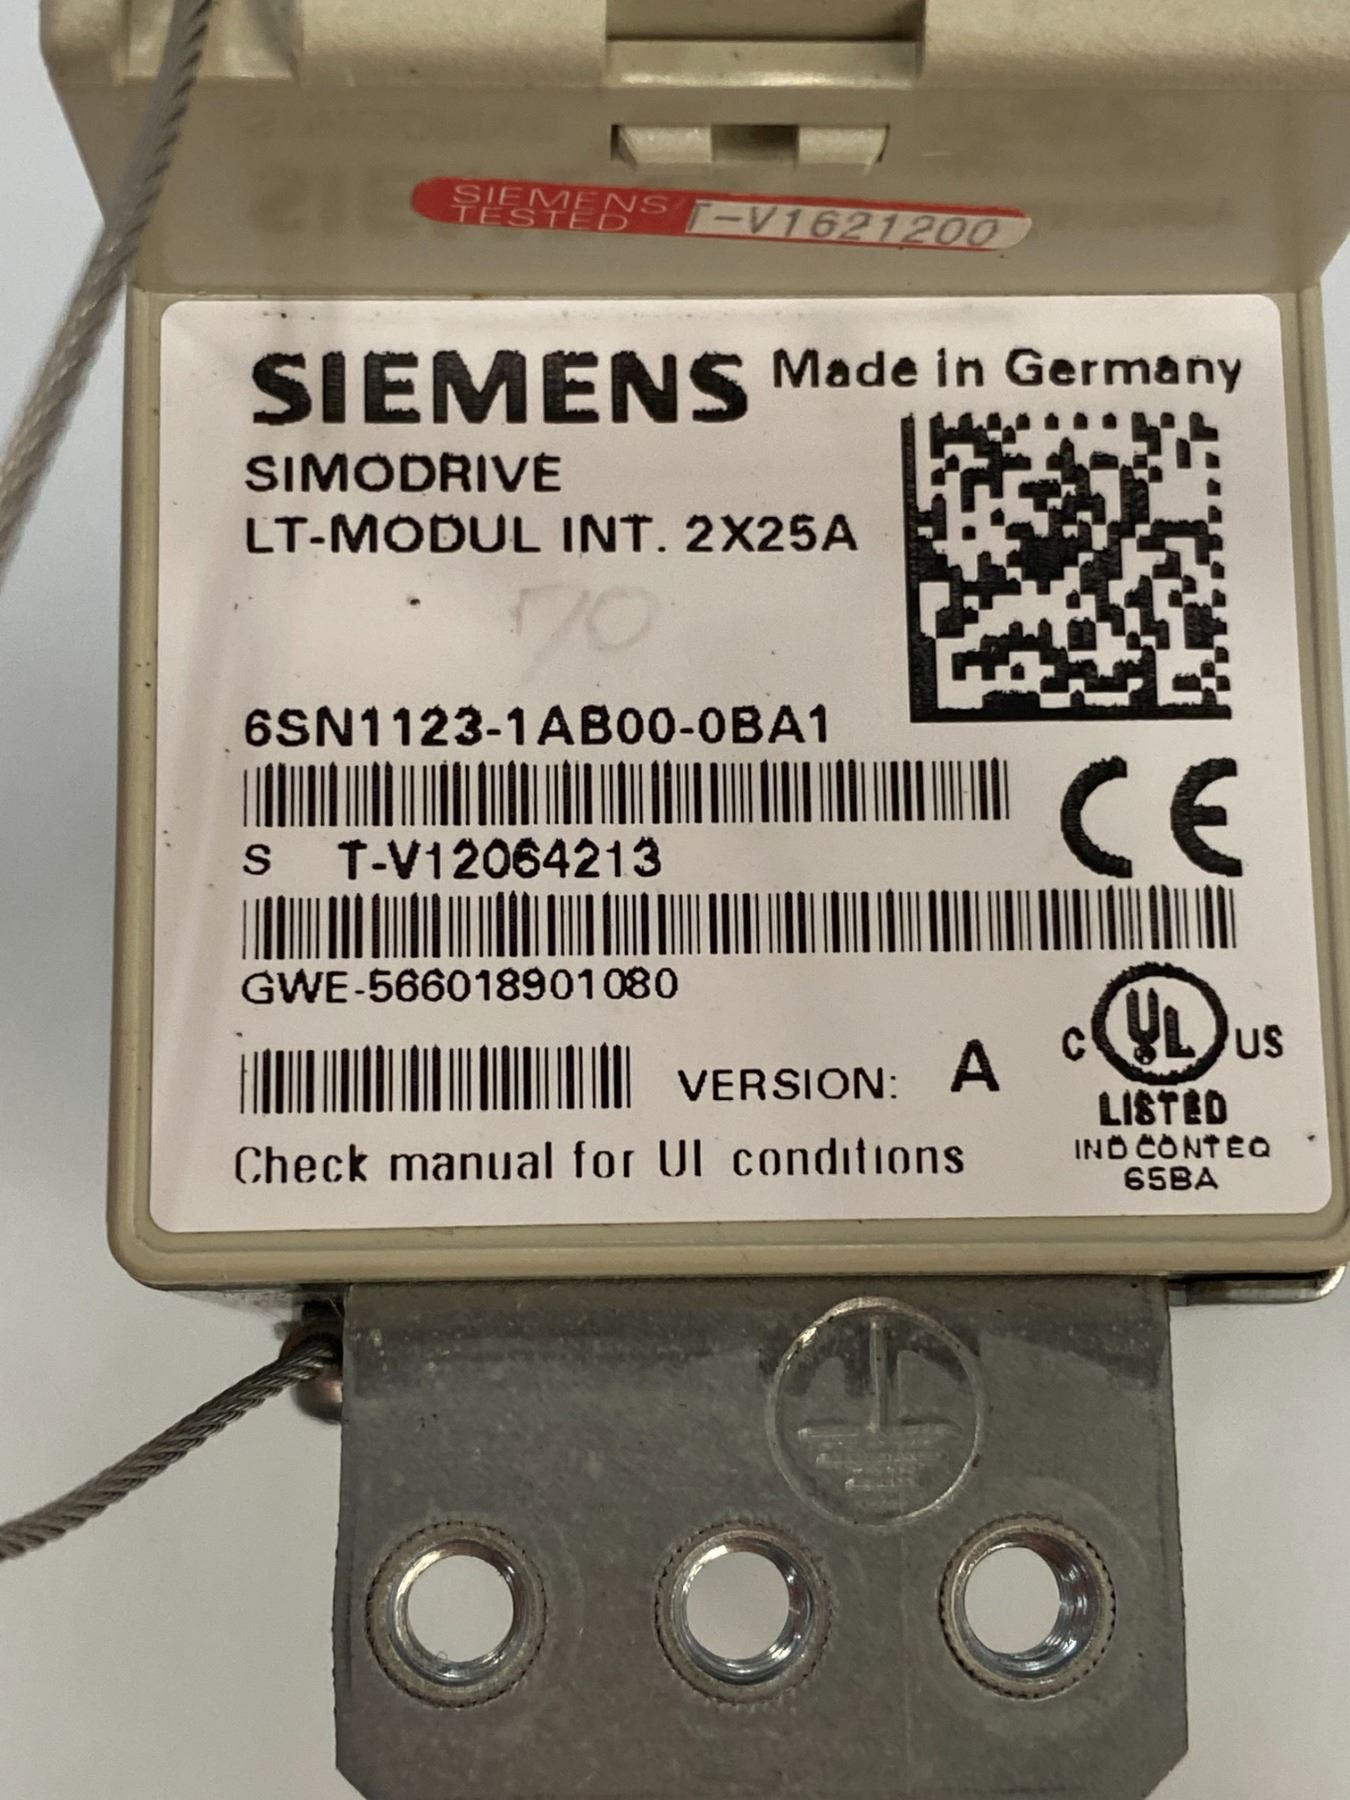 SIEMENS
TESTED T-V1621200
SIEMENS Made in Germany
SIMODRIVE
LT-MODUL INT. 2X25A
6SN1123-1AB00-0BA1
S T-V12064213
CE
GWE-566018901080
VERSION: A
C UL US
LISTED
IND CONT EQ
65BA
Check manual for UI conditions